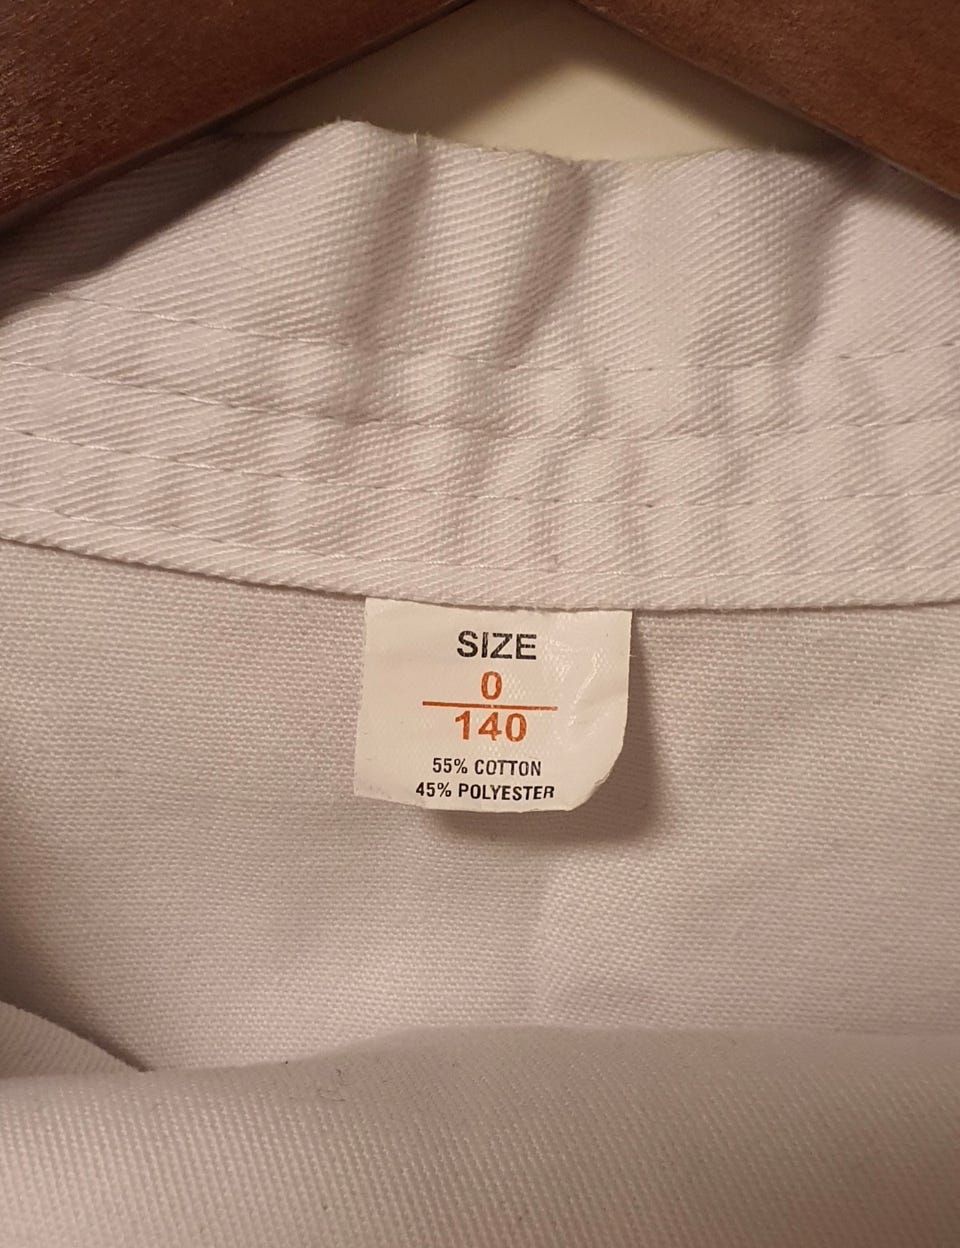 SIZE
0
140
55% COTTON
45% POLYESTER